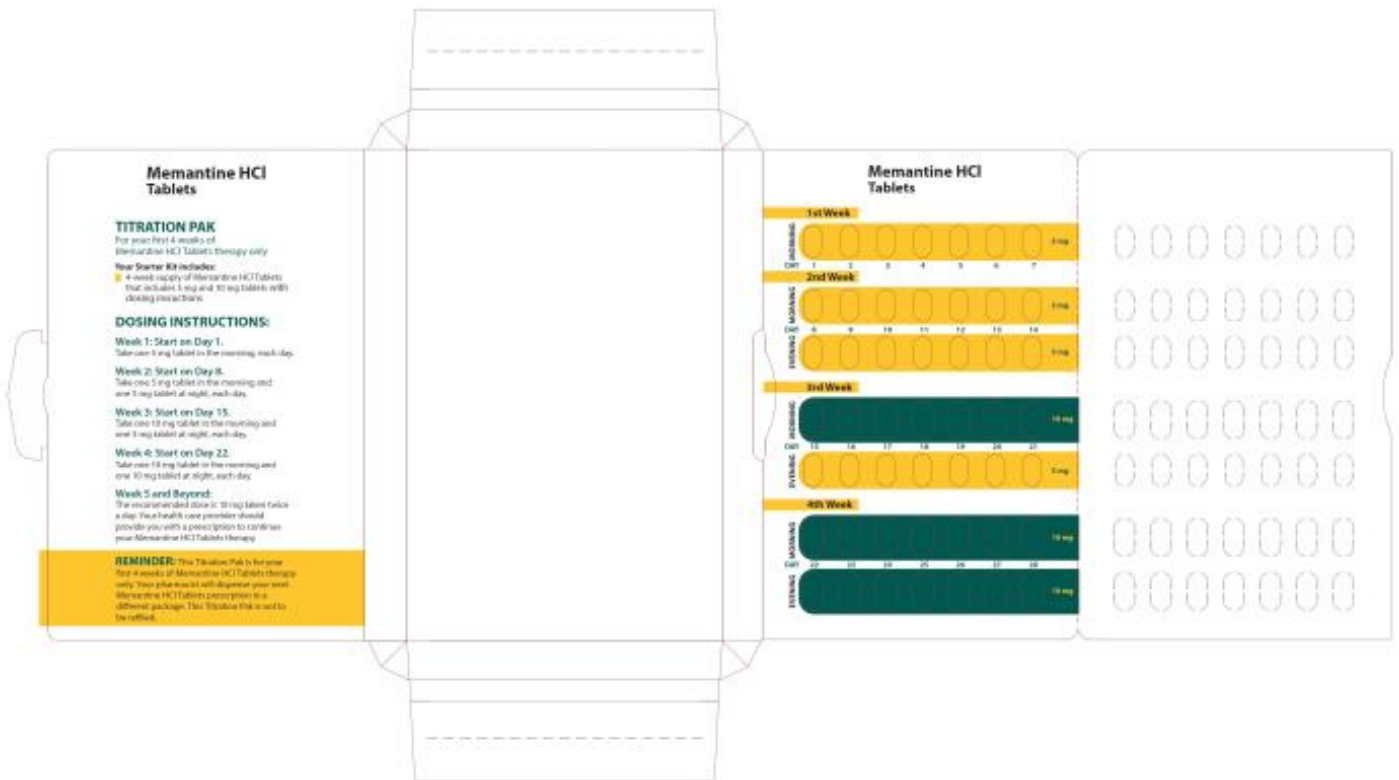 Memantine HCl
Tablets
TITRATION PAK
For your first 4 weeks of
Memantine HCl Tablets therapy only
Your Starter Kit includes:
4-week supply of Memantine HCl Tablets
that includes 5 mg and 10 mg tablets with
dosing instructions
DOSING INSTRUCTIONS:
Week 1: Start on Day 1.
Take one 5 mg tablet in the morning, each day.
Week 2: Start on Day 8.
Take one 5 mg tablet in the morning and
one 5 mg tablet at night, each day.
Week 3: Start on Day 15.
Take one 10 mg tablet in the morning and
one 5 mg tablet at night, each day.
Week 4: Start on Day 22.
Take one 10 mg tablet in the morning and
one 10 mg tablet at night, each day.
Week 5 and Beyond:
The recommended dose is 10 mg taken twice
a day. Your health care provider should
provide you with a prescription to continue
your Memantine HCl Tablets therapy.
REMINDER: This Titration Pak is for your
first 4 weeks of Memantine HCl Tablets therapy
only. Your pharmacist will dispense your next
Memantine HCl Tablets prescription in a
different package. This Titration Pak is not to
be refilled.
Memantine HCl
Tablets
1st Week
MORNING
5 mg
DAY 1 2 3 4 5 6 7
2nd Week
MORNING
5 mg
DAY 8 9 10 11 12 13 14
EVENING
5 mg
3rd Week
MORNING
10 mg
DAY 15 16 17 18 19 20 21
EVENING
5 mg
4th Week
MORNING
10 mg
DAY 22 23 24 25 26 27 28
EVENING
10 mg